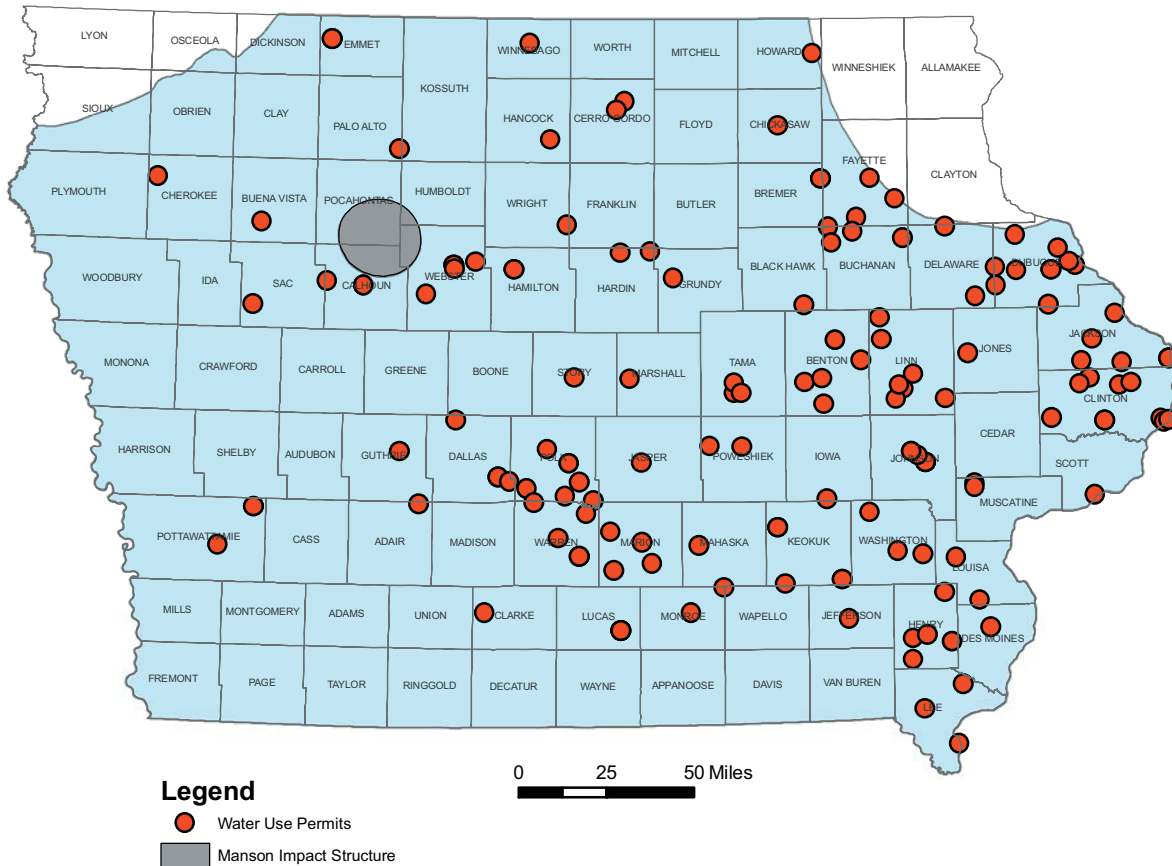 LYON
OSCEOLA
DICKINSON
EMMET
WINNEBAGO
WORTH
MITCHELL
HOWARD
WINNESHIEK
ALLAMAKEE
KOSSUTH
SIOUX
OBRIEN
CLAY
PALO ALTO
HANCOCK
CERRO GORDO
FLOYD
CHICKASAW
FAYETTE
CLAYTON
PLYMOUTH
CHEROKEE
BUENA VISTA
POCAHONTAS
HUMBOLDT
WRIGHT
FRANKLIN
BUTLER
BREMER
WOODBURY
IDA
SAC
CALHOUN
WEBSTER
HAMILTON
HARDIN
GRUNDY
BLACK HAWK
BUCHANAN
DELAWARE
DUBUQUE
MONONA
CRAWFORD
CARROLL
GREENE
BOONE
STORY
MARSHALL
TAMA
BENTON
LINN
JONES
JACKSON
CLINTON
HARRISON
SHELBY
AUDUBON
GUTHRIE
DALLAS
POLK
JASPER
POWESHIEK
IOWA
JOHNSON
CEDAR
SCOTT
MUSCATINE
POTTAWATTAMIE
CASS
ADAIR
MADISON
WARREN
MARION
MAHASKA
KEOKUK
WASHINGTON
LOUISA
MILLS
MONTGOMERY
ADAMS
UNION
CLARKE
LUCAS
MONROE
WAPELLO
JEFFERSON
HENRY
DES MOINES
FREMONT
PAGE
TAYLOR
RINGGOLD
DECATUR
WAYNE
APPANOOSE
DAVIS
VAN BUREN
LEE
0 25 50 Miles
Legend
Water Use Permits
Manson Impact Structure